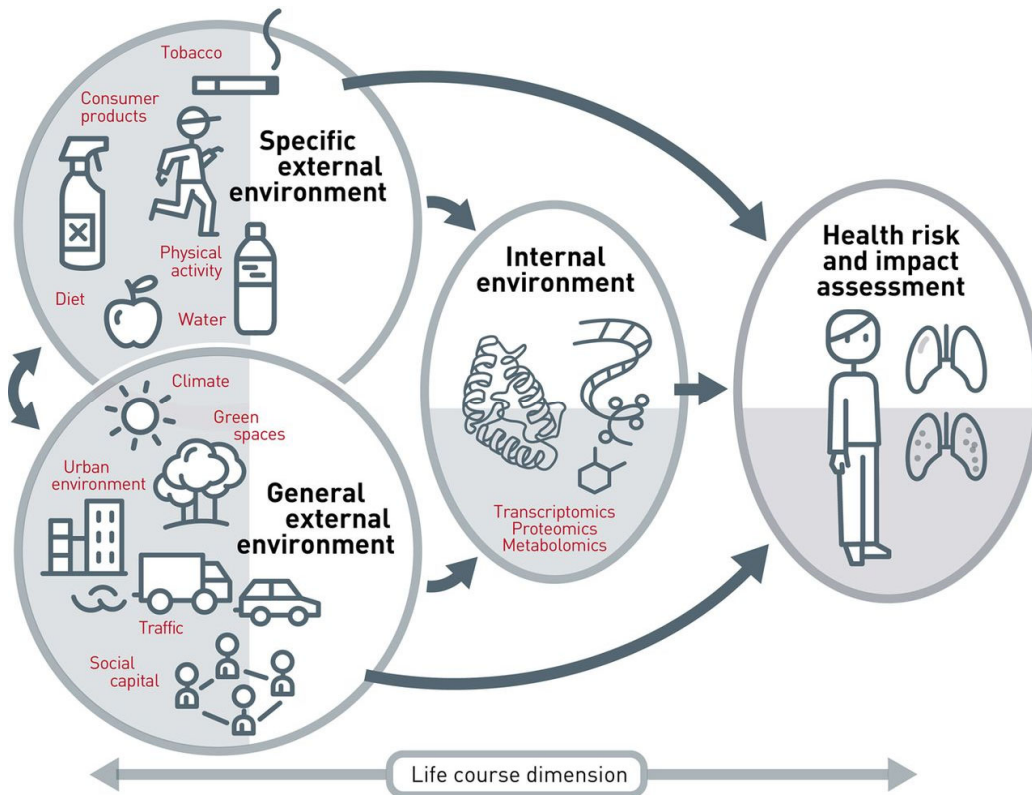 Tobacco
Consumer
products
Specific
external
environment
Physical
activity
Diet
Water
Climate
Green
spaces
Urban
environment
General
external
environment
Traffic
Social
capital
Internal
environment
Transcriptomics
Proteomics
Metabolomics
Health risk
and impact
assessment
Life course dimension